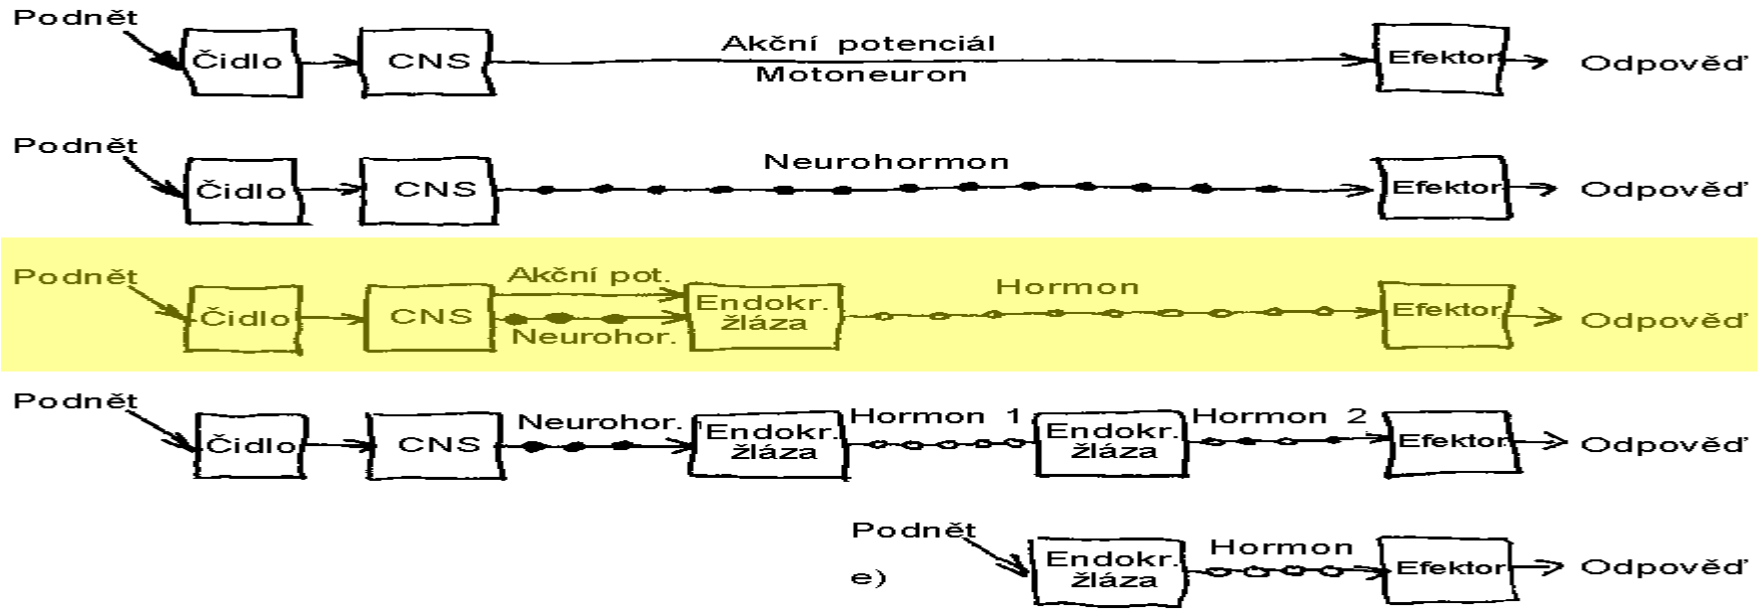 Podnět
Čidlo CNS Akční potenciál Efektor Odpověď
Motoneuron
Podnět
Čidlo CNS Neurohormon Efektor Odpověď
Podnět
Čidlo CNS Akční pot. Endokr. Hormon Efektor Odpověď
Neurohor. žláza
Podnět
Čidlo CNS Neurohor. Endokr. Hormon 1 Endokr. Hormon 2 Efektor Odpověď
žláza žláza
Podnět
e) Endokr. Hormon Efektor Odpověď
žláza